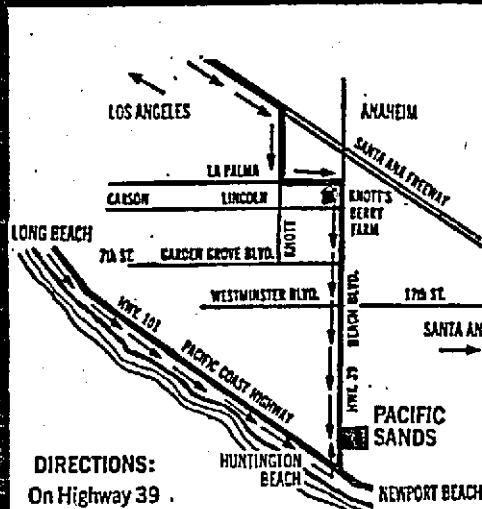 LOS ANGELES
ANAHEIM
SANTA ANA FREEWAY
LA PALMA
CARSON
LINCOLN
KNOTT'S
BERRY
FARM
LONG BEACH
KNOTT
7th ST.
GARDEN GROVE BLVD.
WESTMINSTER BLVD.
17th ST.
HWY. 101
BEACH BLVD.
HWY. 39
SANTA AN
PACIFIC COAST HIGHWAY
PACIFIC
SANDS
HUNTINGTON
BEACH
DIRECTIONS:
On Highway 39
NEWPORT BEACH